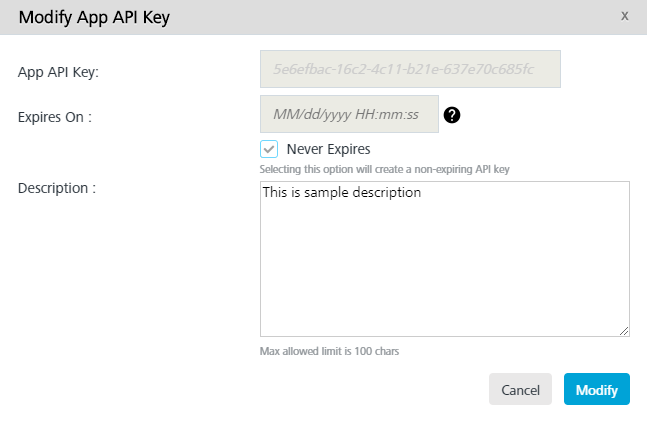 Modify App API Key x
App API Key: 5e6efbac-16c2-4c11-b21e-637e70c685fc
Expires On : MM/dd/yyyy HH:mm:ss ?
Never Expires
Selecting this option will create a non-expiring API key
Description : This is sample description
Max allowed limit is 100 chars
Cancel Modify